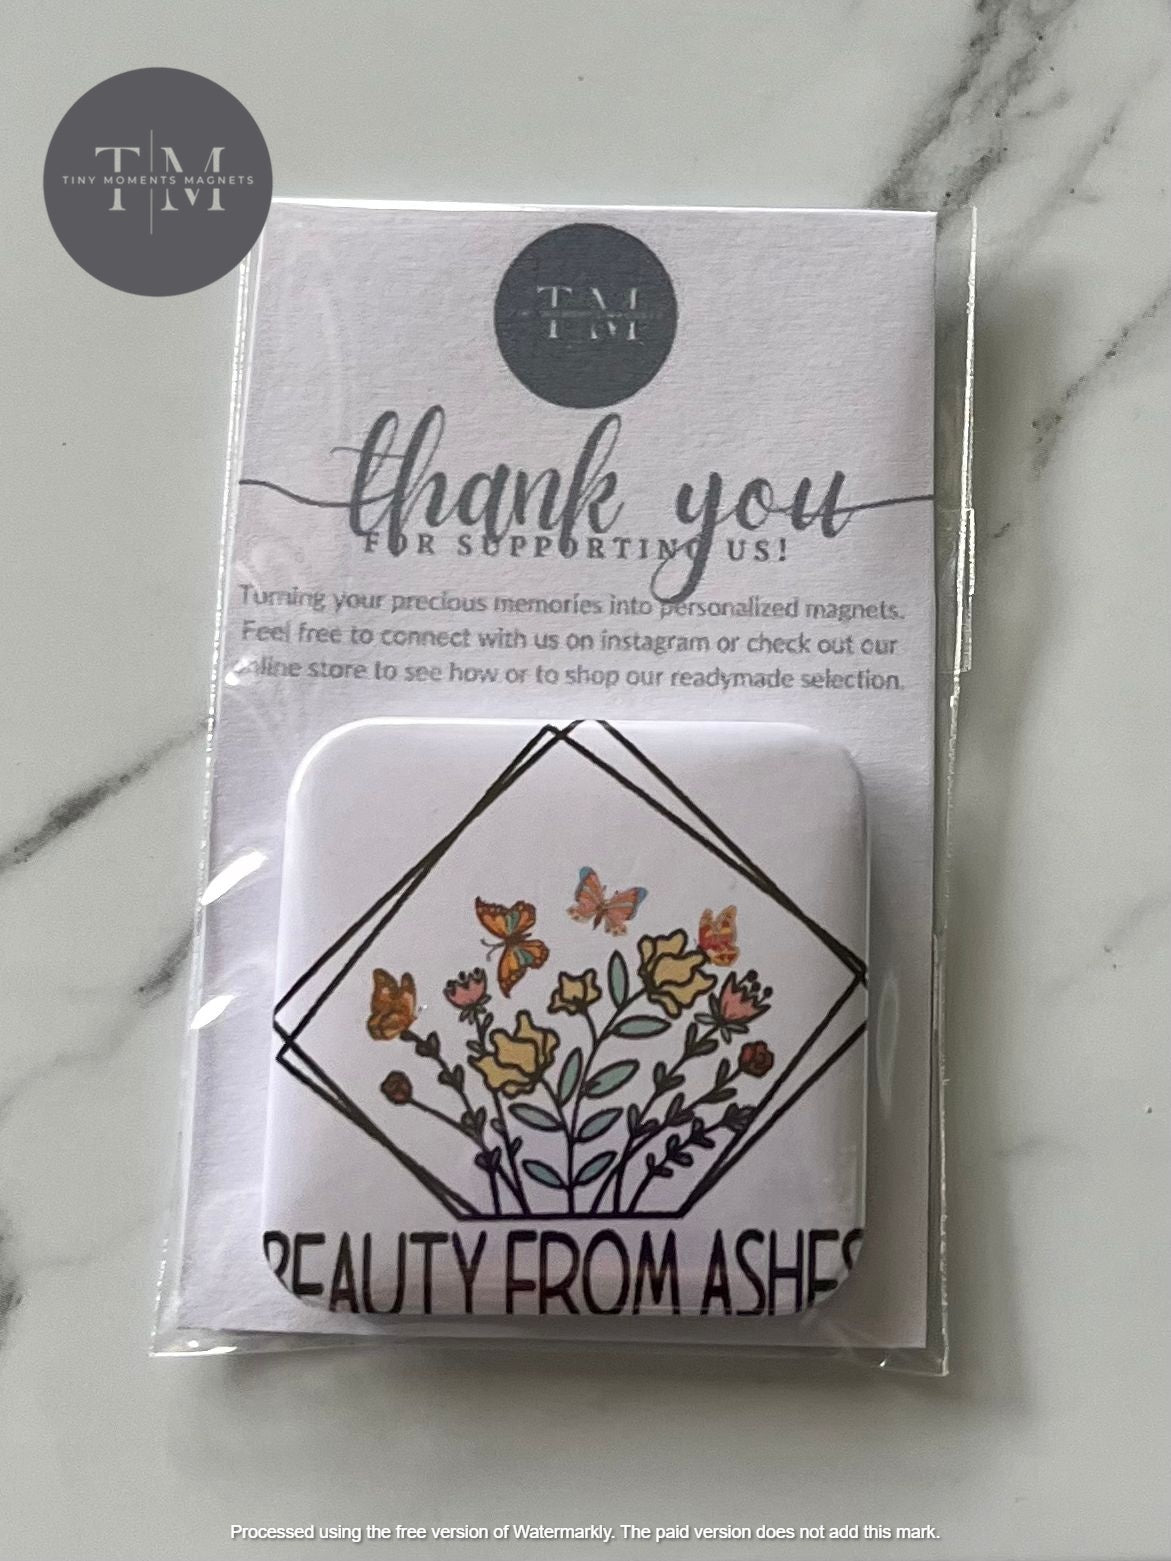 T|M
TINY MOMENTS MAGNETS
T|M
thank you
FOR SUPPORTING US!
Turning your precious memories into personalized magnets.
Feel free to connect with us on instagram or check out our
online store to see how or to shop our readymade selection.
BEAUTY FROM ASHES
Processed using the free version of Watermarkly. The paid version does not add this mark.